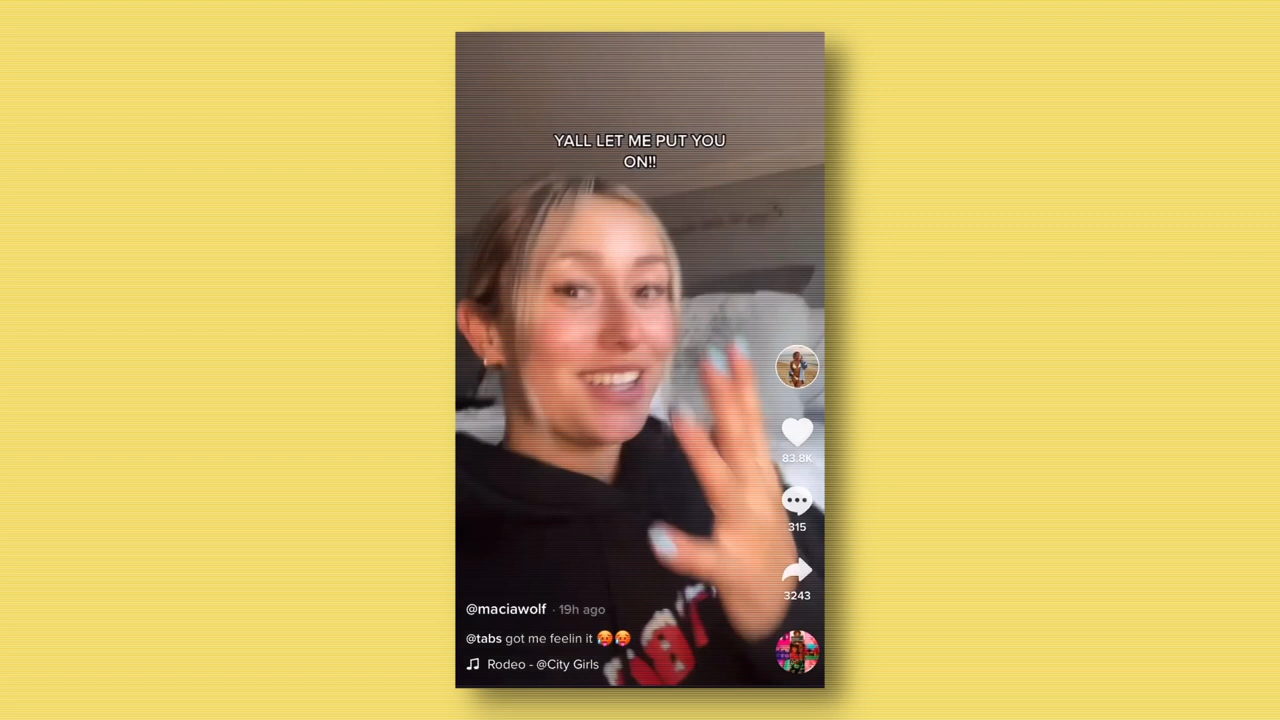 YALL LET ME PUT YOU
ON!!
83.8K
315
3243
@maciawolf · 19h ago
@tabs got me feelin it 🥵🥵
Rodeo - @City Girls